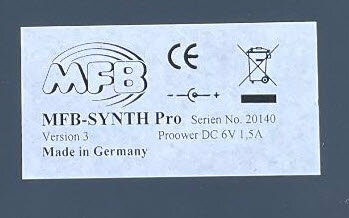 MFB
CE
MFB-SYNTH Pro Serien No. 20140
Version 3 Proower DC 6V 1,5A
Made in Germany